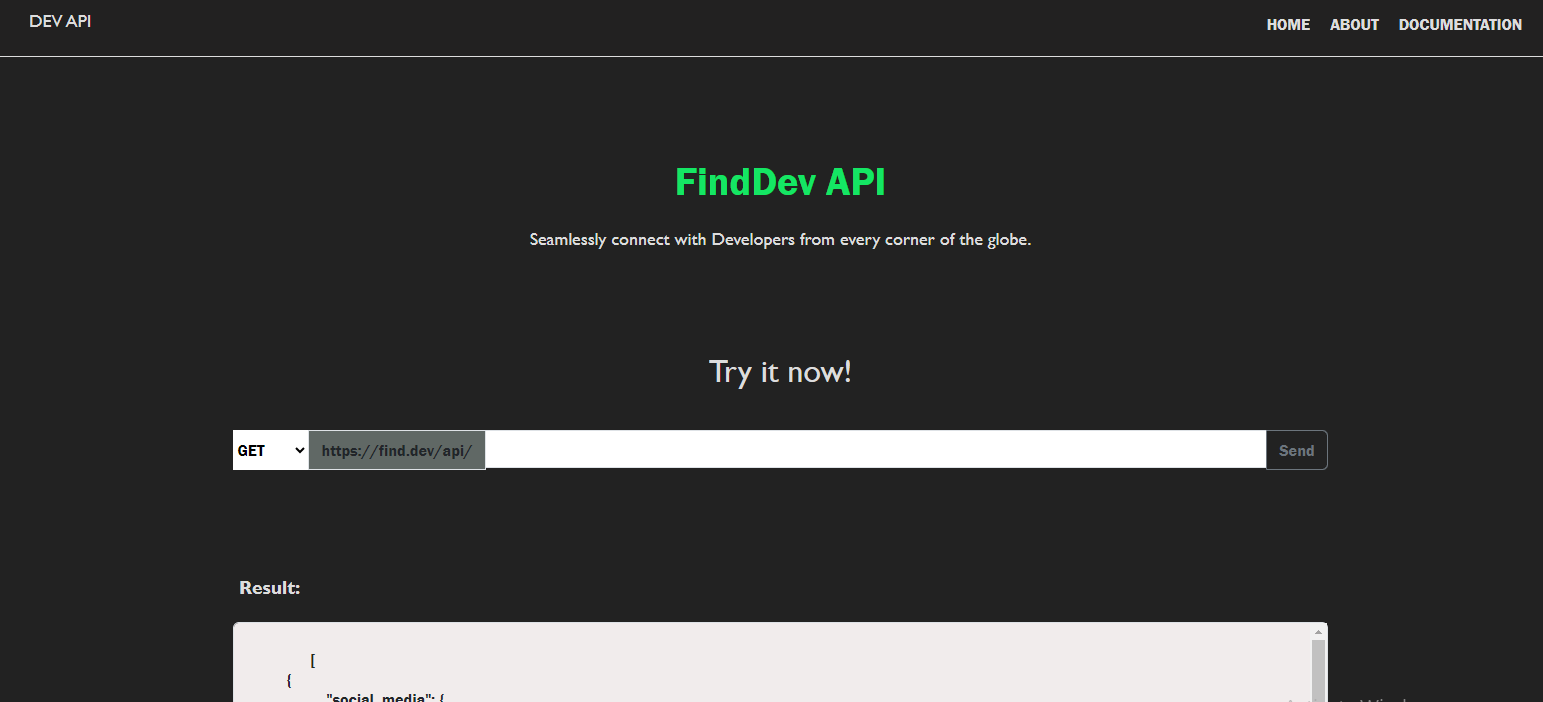 DEV API
HOME ABOUT DOCUMENTATION
FindDev API
Seamlessly connect with Developers from every corner of the globe.
Try it now!
GET https://find.dev/api/ Send
Result:
[
{
"social_media": {